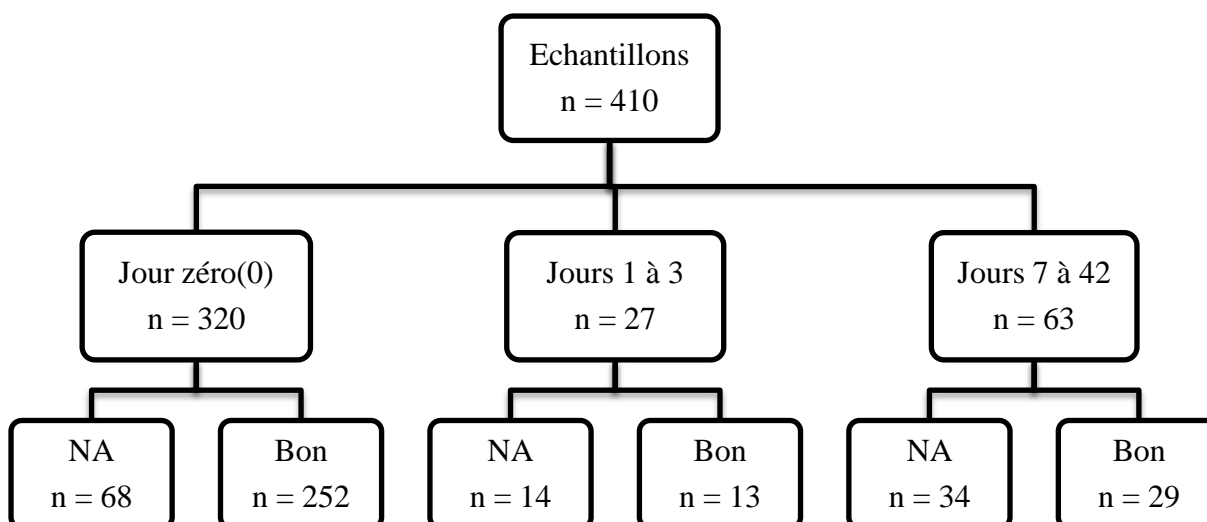 Echantillons
n = 410
Jour zéro(0)
n = 320
Jours 1 à 3
n = 27
Jours 7 à 42
n = 63
NA
n = 68
Bon
n = 252
NA
n = 14
Bon
n = 13
NA
n = 34
Bon
n = 29